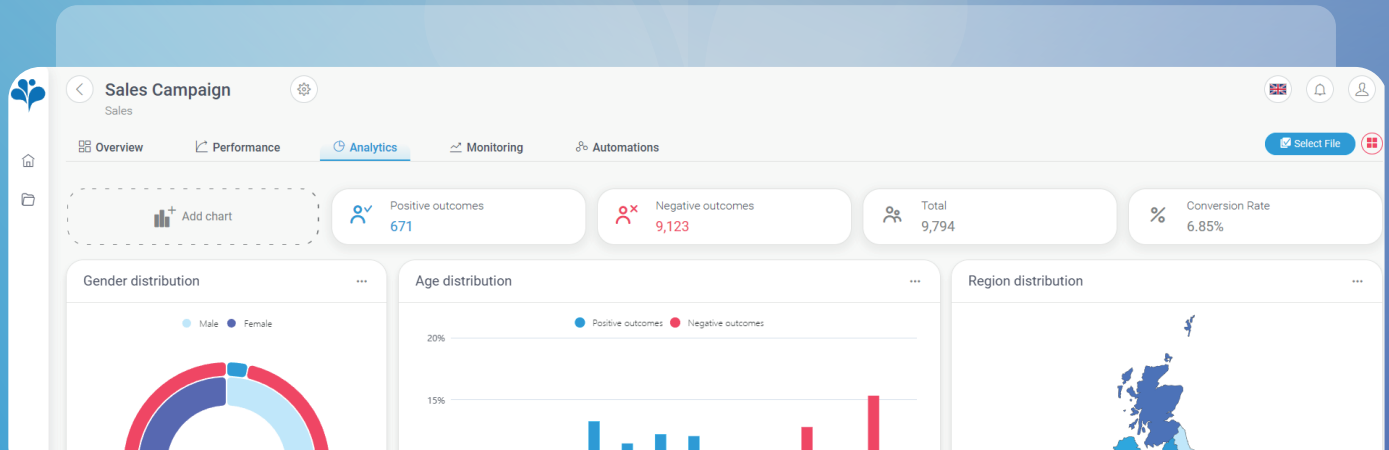 Sales Campaign
Sales
Overview
Performance
Analytics
Monitoring
Automations
Select File
Add chart
Positive outcomes
671
Negative outcomes
9,123
Total
9,794
Conversion Rate
6.85%
Gender distribution
Male
Female
Age distribution
Positive outcomes
Negative outcomes
20%
15%
Region distribution